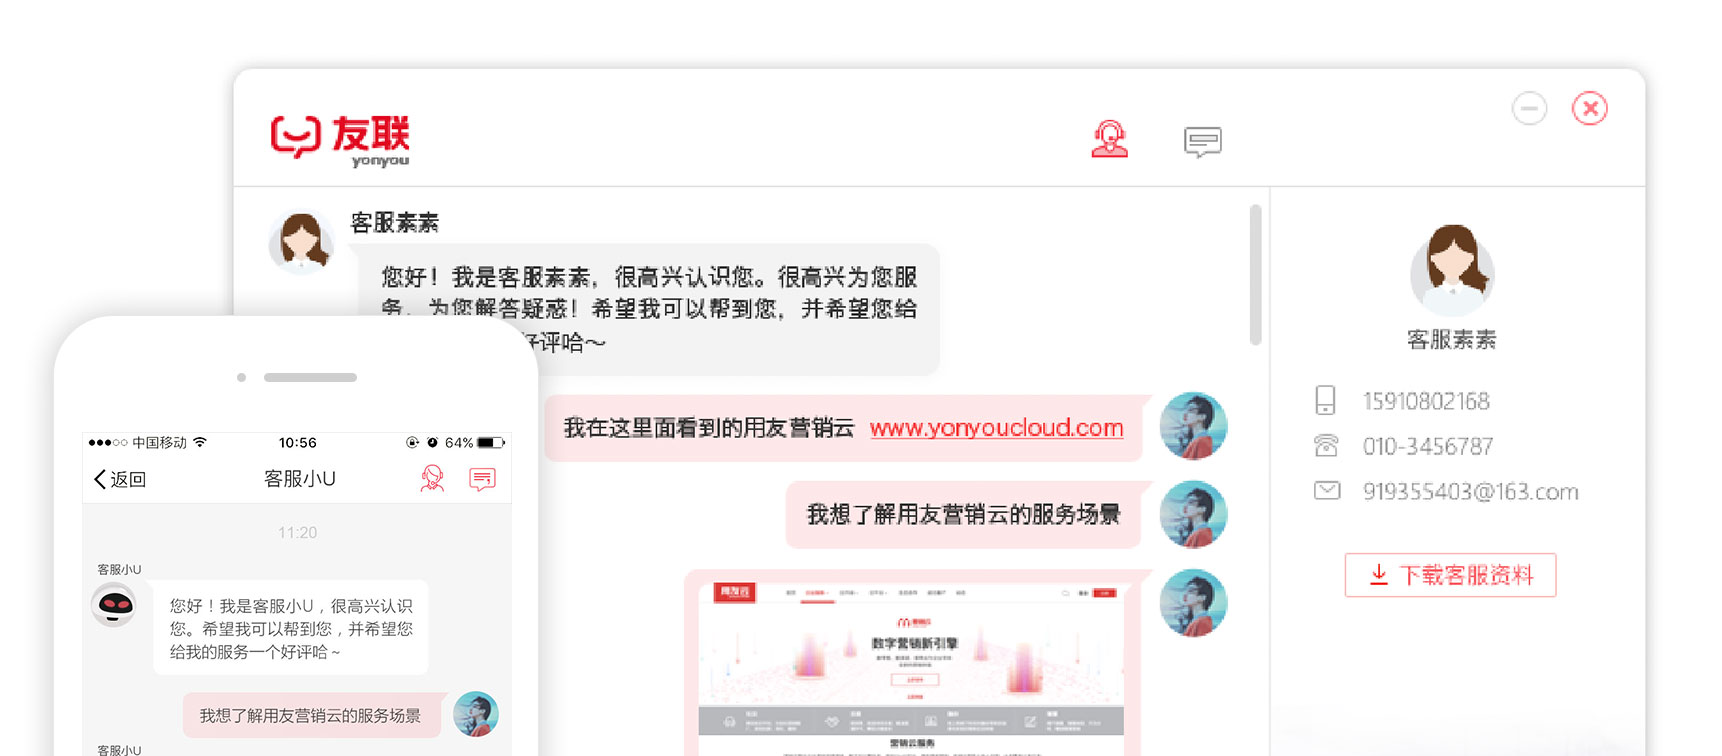 友联
yonyou
客服素素
您好！我是客服素素，很高兴认识您。很高兴为您服
务，为您解答疑惑！希望我可以帮到您，并希望您给
好评哈～
我在这里面看到的用友营销云 www.yonyoucloud.com
我想了解用友营销云的服务场景
用友云
营销云
数字营销新引擎
营销云服务
客服素素
15910802168
010-3456787
919355403@163.com
下载客服资料
中国移动 10:56 64%
返回 客服小U
11:20
客服小U
您好！我是客服小U，很高兴认识
您。希望我可以帮到您，并希望您
给我的服务一个好评哈~
我想了解用友营销云的服务场景
客服小U